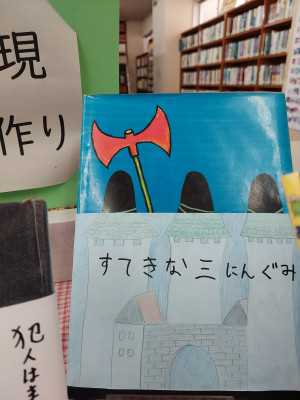 現
作り
すてきな三にんぐみ
犯人はま